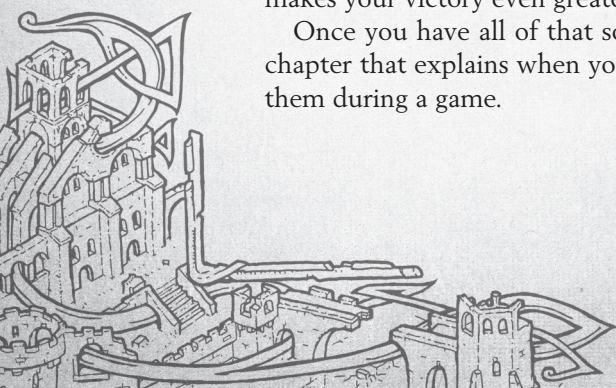 makes your victory even greate
Once you have all of that so
chapter that explains when yo
them during a game.